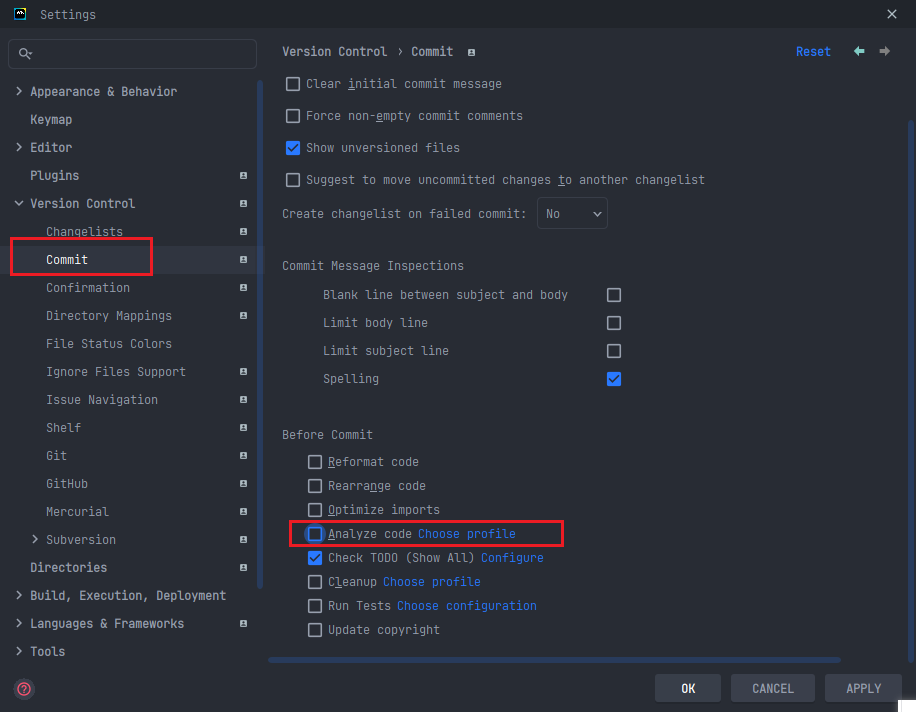 Settings
Version Control › Commit
Reset
Appearance & Behavior
Keymap
Editor
Plugins
Version Control
Changelists
Commit
Confirmation
Directory Mappings
File Status Colors
Ignore Files Support
Issue Navigation
Shelf
Git
GitHub
Mercurial
Subversion
Directories
Build, Execution, Deployment
Languages & Frameworks
Tools
Clear initial commit message
Force non-empty commit comments
Show unversioned files
Suggest to move uncommitted changes to another changelist
Create changelist on failed commit: No
Commit Message Inspections
Blank line between subject and body
Limit body line
Limit subject line
Spelling
Before Commit
Reformat code
Rearrange code
Optimize imports
Analyze code Choose profile
Check TODO (Show All) Configure
Cleanup Choose profile
Run Tests Choose configuration
Update copyright
?
OK
CANCEL
APPLY